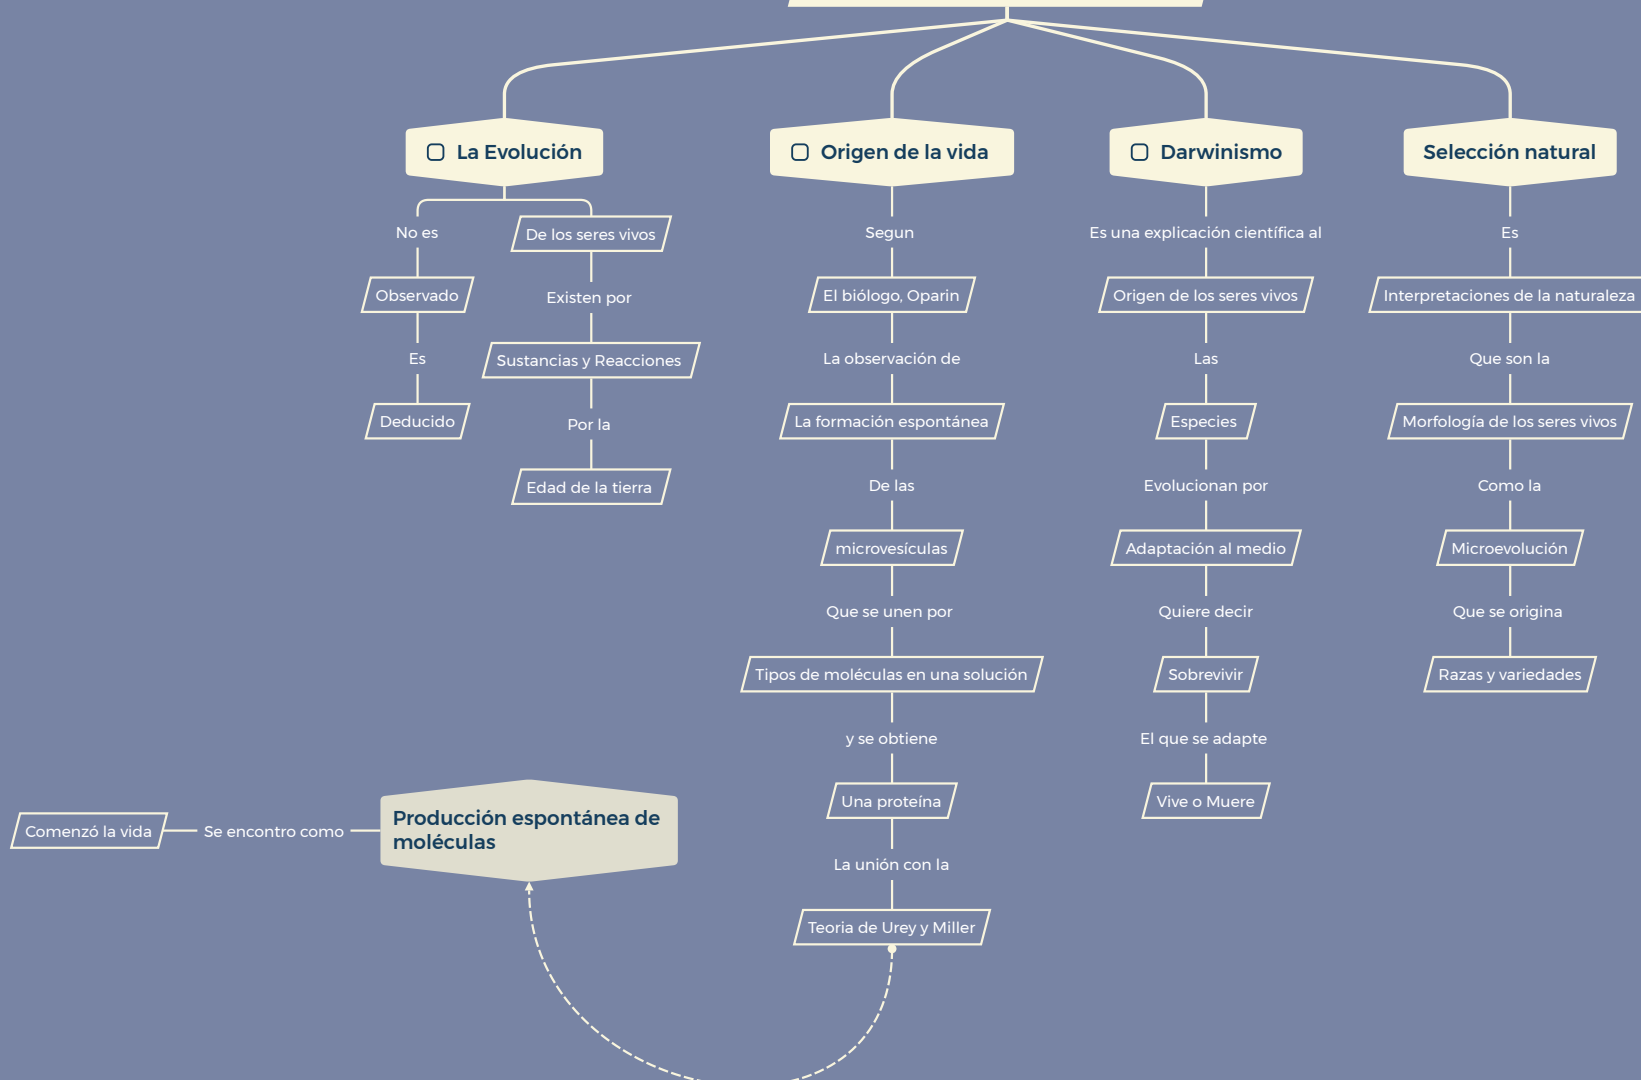 La Evolución
No es
Observado
Es
Deducido
De los seres vivos
Existen por
Sustancias y Reacciones
Por la
Edad de la tierra
Origen de la vida
Segun
El biólogo, Oparin
La observación de
La formación espontánea
De las
microvesículas
Que se unen por
Tipos de moléculas en una solución
y se obtiene
Una proteína
La unión con la
Teoria de Urey y Miller
Darwinismo
Es una explicación científica al
Origen de los seres vivos
Las
Especies
Evolucionan por
Adaptación al medio
Quiere decir
Sobrevivir
El que se adapte
Vive o Muere
Selección natural
Es
Interpretaciones de la naturaleza
Que son la
Morfología de los seres vivos
Como la
Microevolución
Que se origina
Razas y variedades
Producción espontánea de
moléculas
Se encontro como
Comenzó la vida